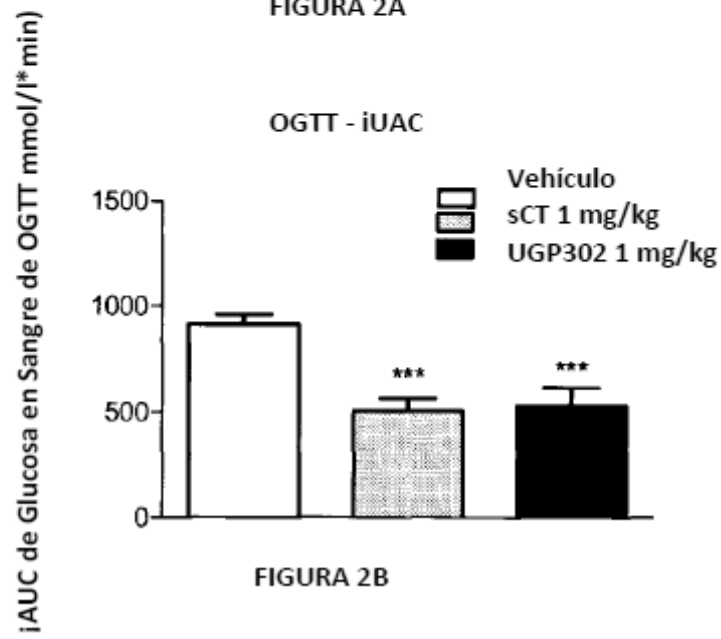 FIGURA 2A
OGTT - iUAC
iAUC de Glucosa en Sangre de OGTT mmol/l*min)
Vehículo
sCT 1 mg/kg
UGP302 1 mg/kg
1500
1000
500
0
***
***
FIGURA 2B